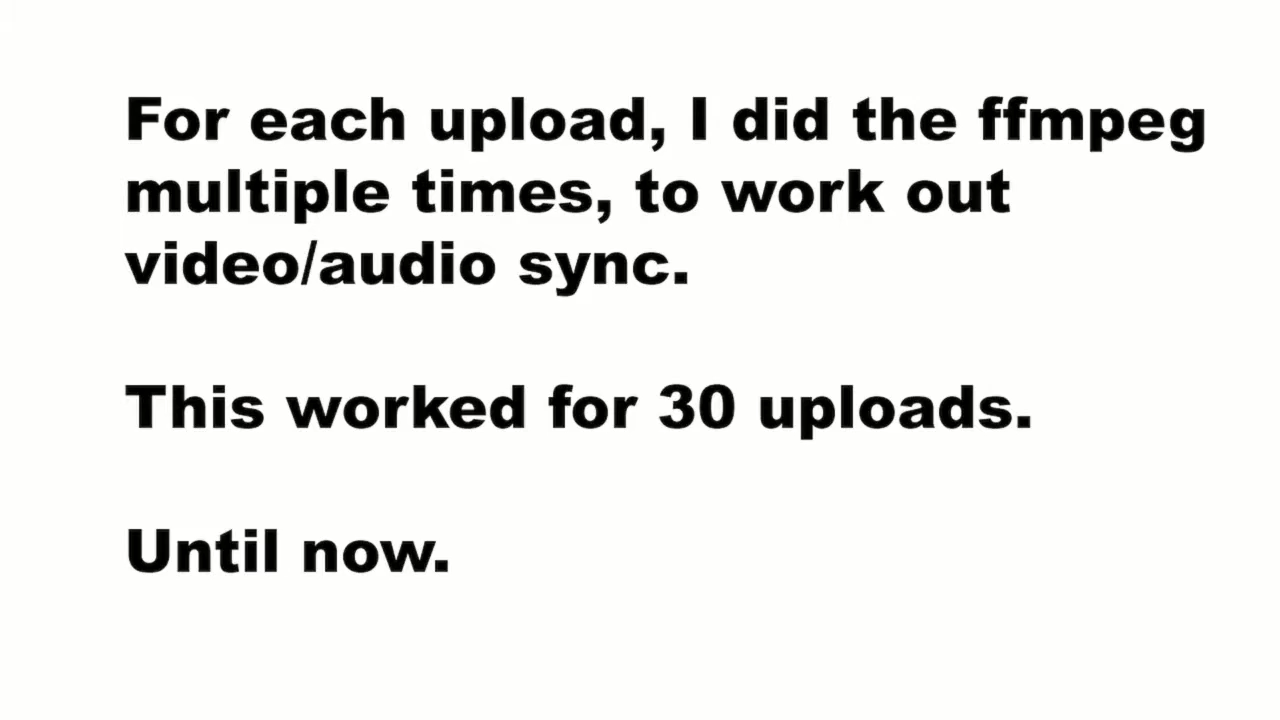 For each upload, I did the ffmpeg
multiple times, to work out
video/audio sync.
This worked for 30 uploads.
Until now.